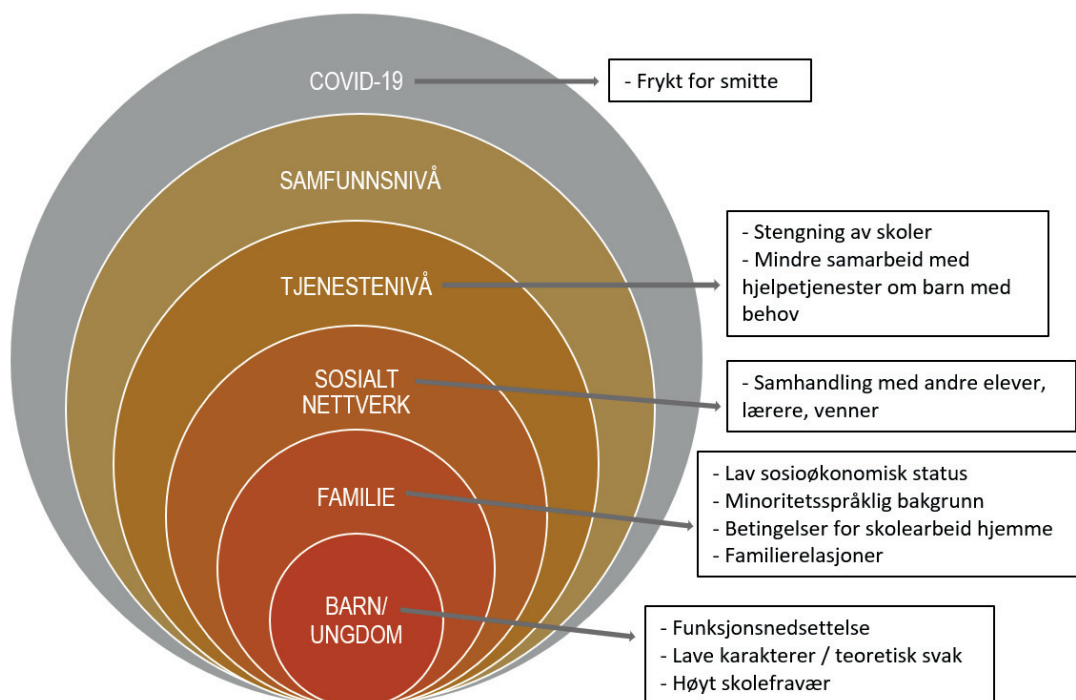 COVID-19
- Frykt for smitte
SAMFUNNSNIVÅ
TJENESTENIVÅ
- Stengning av skoler
- Mindre samarbeid med
hjelpetjenester om barn med
behov
SOSIALT
NETTVERK
- Samhandling med andre elever,
lærere, venner
FAMILIE
- Lav sosioøkonomisk status
- Minoritetsspråklig bakgrunn
- Betingelser for skolearbeid hjemme
- Familierelasjoner
BARN/
UNGDOM
- Funksjonsnedsettelse
- Lave karakterer / teoretisk svak
- Høyt skolefravær